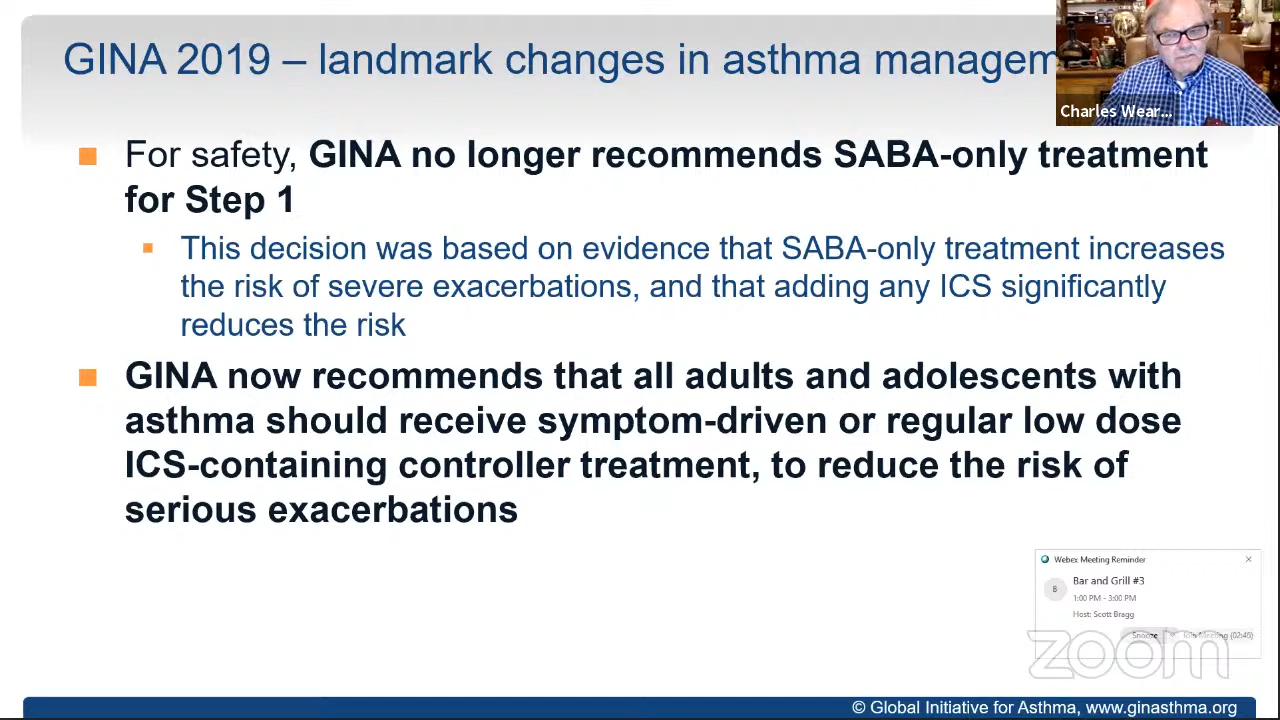 GINA 2019 – landmark changes in asthma managem
Charles Wear...
For safety, GINA no longer recommends SABA-only treatment
for Step 1
This decision was based on evidence that SABA-only treatment increases
the risk of severe exacerbations, and that adding any ICS significantly
reduces the risk
GINA now recommends that all adults and adolescents with
asthma should receive symptom-driven or regular low dose
ICS-containing controller treatment, to reduce the risk of
serious exacerbations
Webex Meeting Reminder
B
Bar and Grill #3
1:00 PM - 3:00 PM
Host: Scott Bragg
Snooze Join Meeting (02:45)
zoom
© Global Initiative for Asthma, www.ginasthma.org